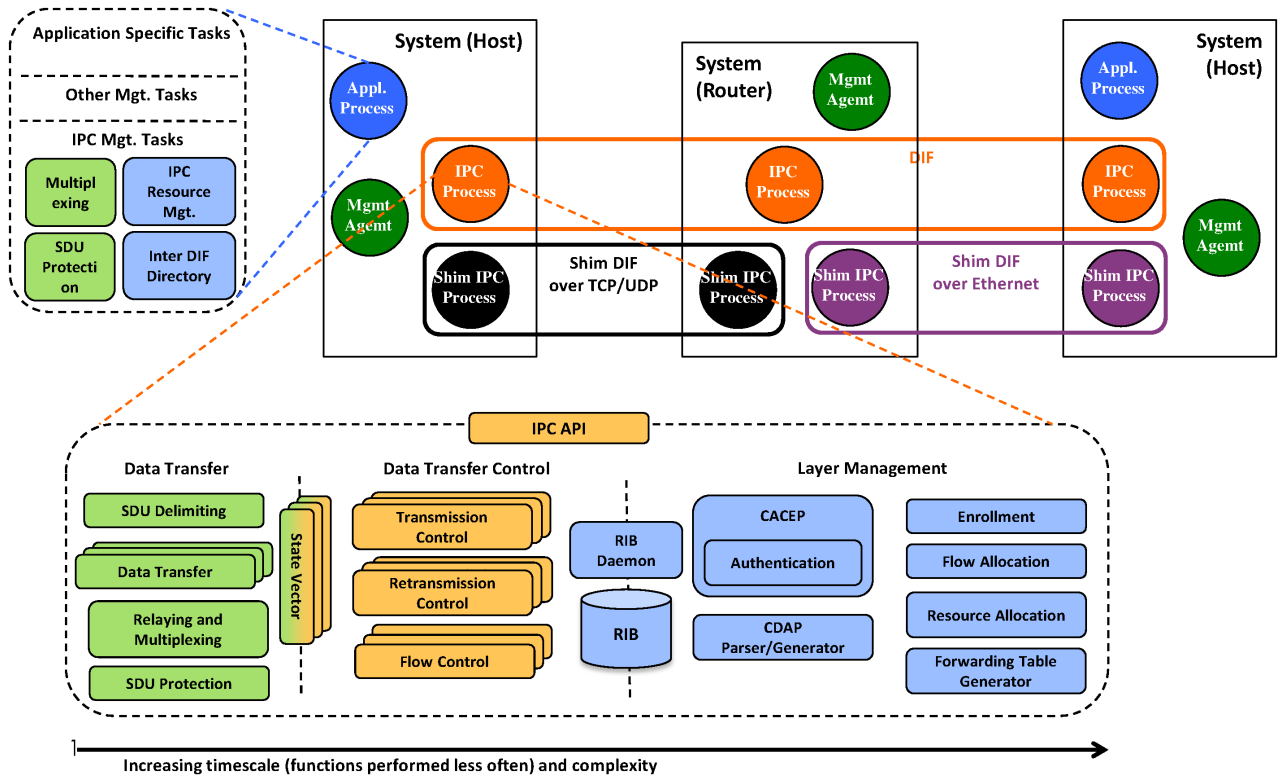 Application Specific Tasks
Other Mgt. Tasks
IPC Mgt. Tasks
Multipl
exing
IPC
Resource
Mgt.
SDU
Protecti
on
Inter DIF
Directory
System (Host)
Appl.
Process
Mgmt
Agemt
IPC
Process
Shim IPC
Process
Shim DIF
over TCP/UDP
System
(Router)
Mgmt
Agemt
IPC
Process
DIF
Shim IPC
Process
Shim IPC
Process
Shim DIF
over Ethernet
System
(Host)
Appl.
Process
IPC
Process
Mgmt
Agemt
Shim IPC
Process
IPC API
Data Transfer
SDU Delimiting
Data Transfer
Relaying and
Multiplexing
SDU Protection
State Vector
Data Transfer Control
Transmission
Control
Retransmission
Control
Flow Control
RIB
Daemon
RIB
Layer Management
CACEP
Authentication
CDAP
Parser/Generator
Enrollment
Flow Allocation
Resource Allocation
Forwarding Table
Generator
Increasing timescale (functions performed less often) and complexity